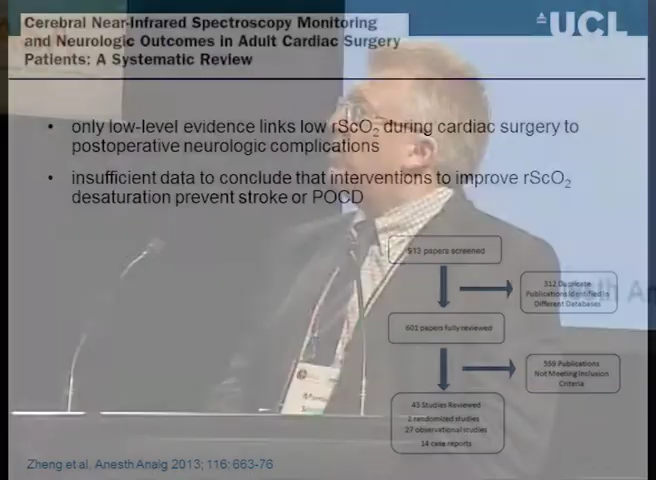 Cerebral Near-Infrared Spectroscopy Monitoring
and Neurologic Outcomes in Adult Cardiac Surgery
Patients: A Systematic Review
UCL
• only low-level evidence links low rScO2 during cardiac surgery to
postoperative neurologic complications
• insufficient data to conclude that interventions to improve rScO2
desaturation prevent stroke or POCD
913 papers screened
312 Duplicate
Publications Identified in
Different Databases
601 papers fully reviewed
559 Publications
Not Meeting Inclusion
Criteria
43 Studies Reviewed
2 randomized studies
27 observational studies
14 case reports
Zheng et al. Anesth Analg 2013; 116: 663-76